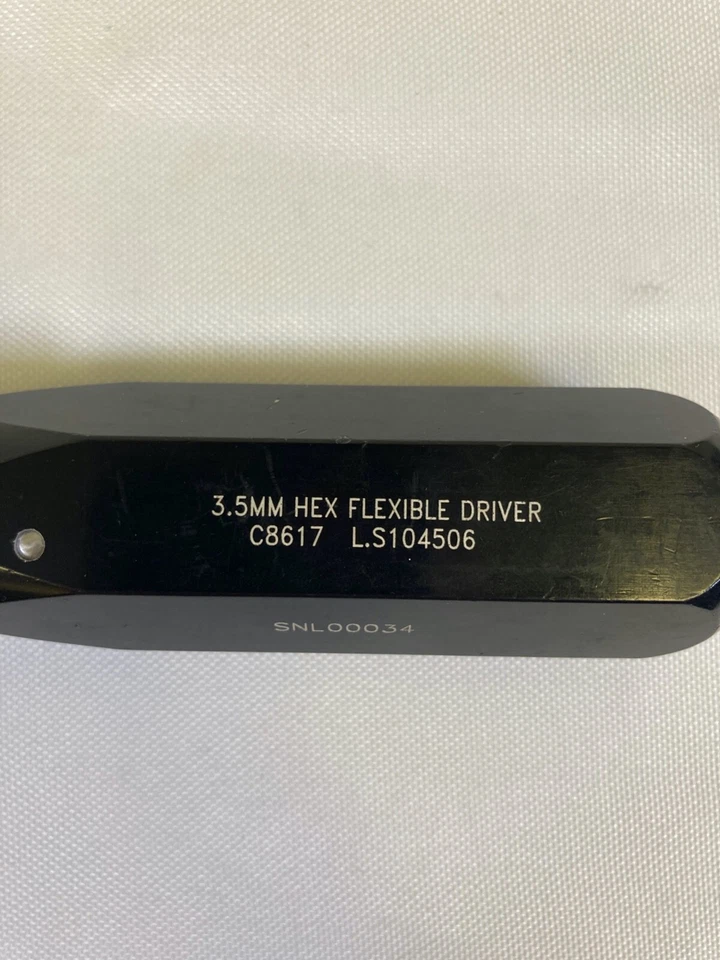 3.5MM HEX FLEXIBLE DRIVER
C8617 L.S104506
SNL00034